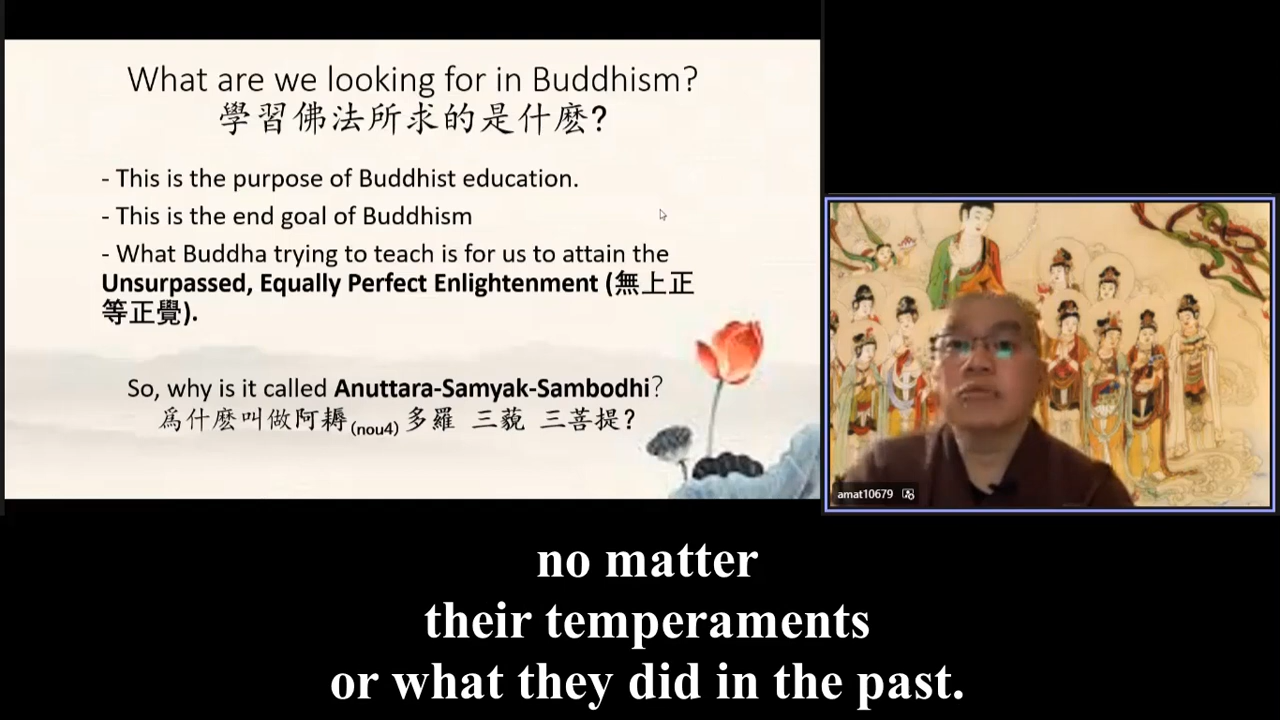 What are we looking for in Buddhism?
學習佛法所求的是什麽?
- This is the purpose of Buddhist education.
- This is the end goal of Buddhism
- What Buddha trying to teach is for us to attain the
Unsurpassed, Equally Perfect Enlightenment (無上正
等正覺).
So, why is it called Anuttara-Samyak-Sambodhi?
爲什麽叫做阿耨(nou4)多羅 三藐 三菩提?
amat10679
no matter
their temperaments
or what they did in the past.